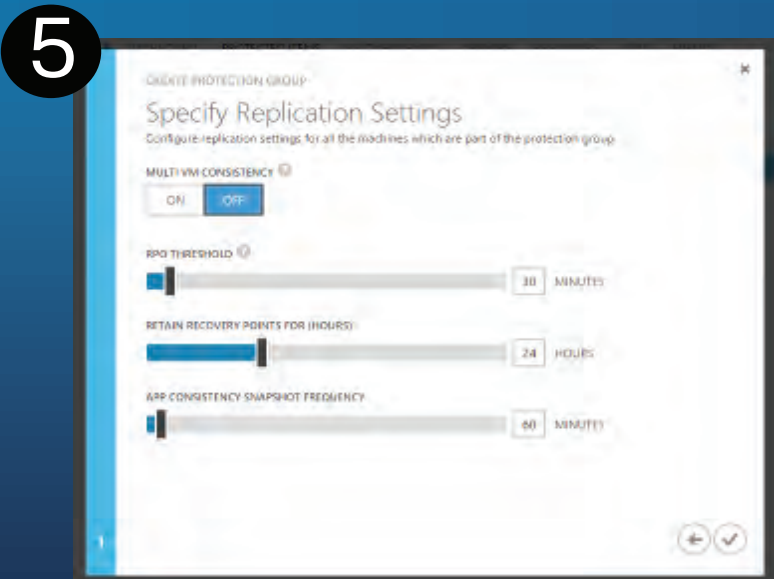 5
CREATE PROTECTION GROUP
Specify Replication Settings
Configure replication settings for all the machines which are part of the protection group
MULTI VM CONSISTENCY ?
ON OFF
RPO THRESHOLD ?
30 MINUTES
RETAIN RECOVERY POINTS FOR (HOURS)
24 HOURS
APP CONSISTENCY SNAPSHOT FREQUENCY
60 MINUTES
1